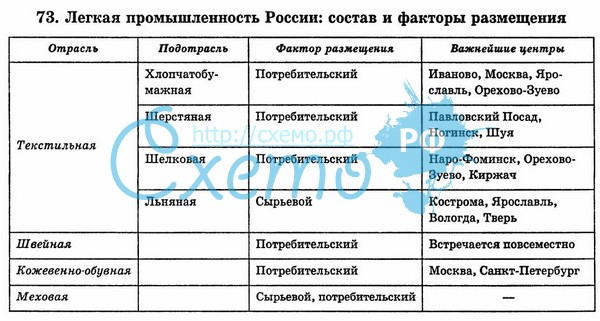 73. Легкая промышленность России: состав и факторы размещения
Отрасль Подотрасль Фактор размещения Важнейшие центры
Текстильная
Хлопчатобу-
мажная
Потребительский
Иваново, Москва, Яро-
славль, Орехово-Зуево
Шерстяная
Потребительский
Павловский Посад,
Ногинск, Шуя
Шелковая
Потребительский
Наро-Фоминск, Орехово-
Зуево, Киржач
Льняная
Сырьевой
Кострома, Ярославль,
Вологда, Тверь
Швейная Потребительский Встречается повсеместно
Кожевенно-обувная Потребительский Москва, Санкт-Петербург
Меховая Сырьевой, потребительский —
http://схемо.рф
Схемо
РФ